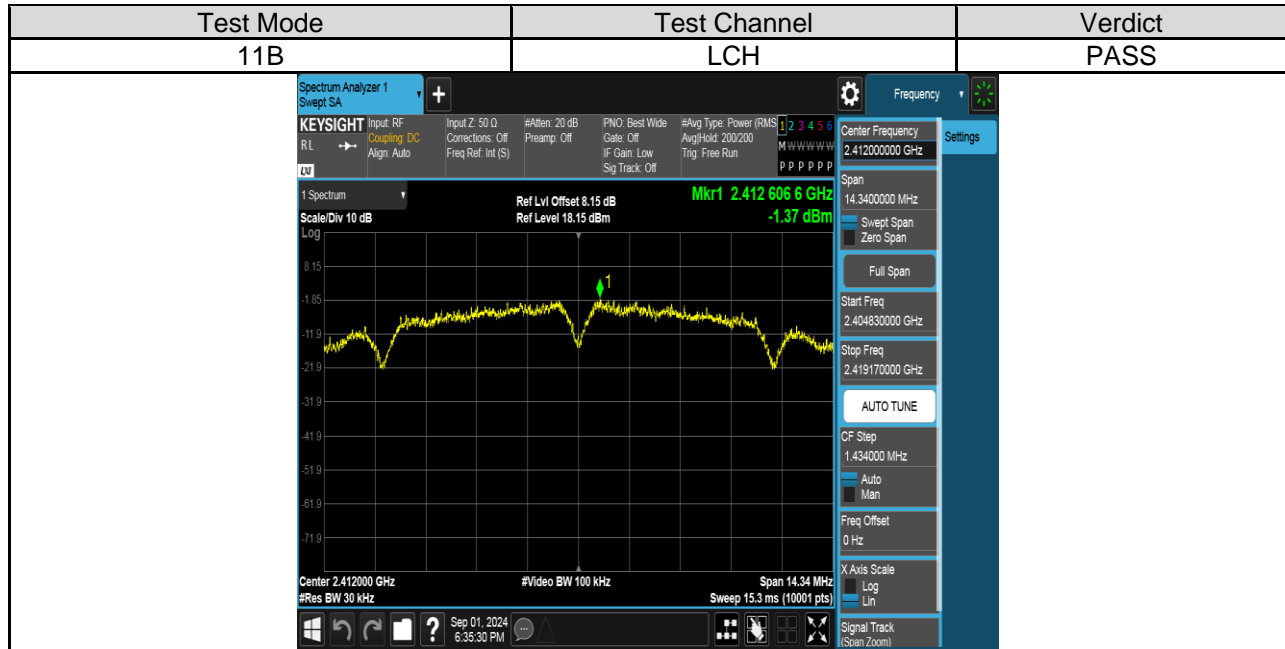 Test Mode Test Channel Verdict
11B LCH PASS
Spectrum Analyzer 1
Swept SA
+
Frequency
KEYSIGHT
RL
LXI
Input: RF
Coupling: DC
Align: Auto
Input Z: 50 Ω
Corrections: Off
Freq Ref: Int (S)
#Atten: 20 dB
Preamp: Off
PNO: Best Wide
Gate: Off
IF Gain: Low
Sig Track: Off
#Avg Type: Power (RMS
Avg|Hold: 200/200
Trig: Free Run
1 2 3 4 5 6
M W W W W W
P P P P P P
1 Spectrum
Scale/Div 10 dB
Log
Ref Lvl Offset 8.15 dB
Ref Level 18.15 dBm
Mkr1 2.412 606 6 GHz
-1.37 dBm
1
8.15
-1.85
-11.9
-21.9
-31.9
-41.9
-51.9
-61.9
-71.9
Center 2.412000 GHz
#Res BW 30 kHz
#Video BW 100 kHz
Span 14.34 MHz
Sweep 15.3 ms (10001 pts)
Center Frequency
2.412000000 GHz
Settings
Span
14.3400000 MHz
Swept Span
Zero Span
Full Span
Start Freq
2.404830000 GHz
Stop Freq
2.419170000 GHz
AUTO TUNE
CF Step
1.434000 MHz
Auto
Man
Freq Offset
0 Hz
X Axis Scale
Log
Lin
Signal Track
(Span Zoom)
?
Sep 01, 2024
6:35:30 PM